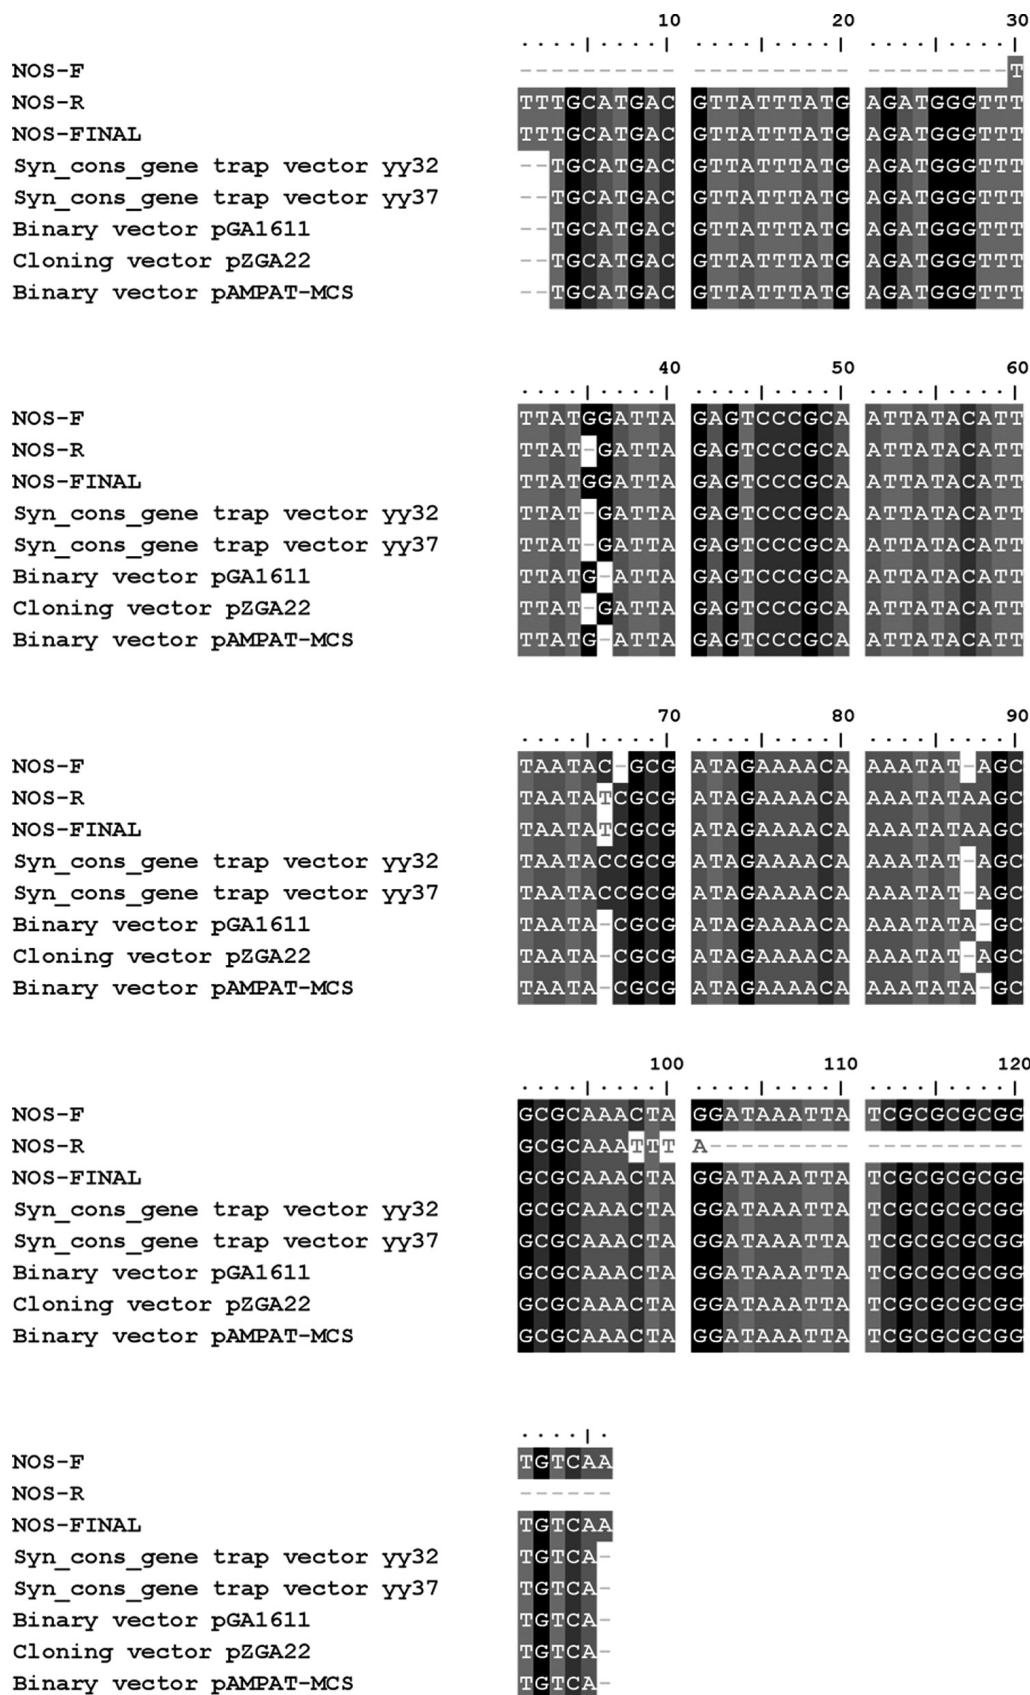 10 20 30
. . . . | . . . . | . . . . | . . . . | . . . . | . . . . |
NOS-F ---------- ---------- ---------T
NOS-R TTTGCATGAC GTTATTTATG AGATGGGTTT
NOS-FINAL TTTGCATGAC GTTATTTATG AGATGGGTTT
Syn_cons_gene trap vector yy32 --TGCATGAC GTTATTTATG AGATGGGTTT
Syn_cons_gene trap vector yy37 --TGCATGAC GTTATTTATG AGATGGGTTT
Binary vector pGA1611 --TGCATGAC GTTATTTATG AGATGGGTTT
Cloning vector pZGA22 --TGCATGAC GTTATTTATG AGATGGGTTT
Binary vector pAMPAT-MCS --TGCATGAC GTTATTTATG AGATGGGTTT
40 50 60
. . . . | . . . . | . . . . | . . . . | . . . . | . . . . |
NOS-F TTATGGATTA GAGTCCCGCA ATTATACATT
NOS-R TTAT-GATTA GAGTCCCGCA ATTATACATT
NOS-FINAL TTATGGATTA GAGTCCCGCA ATTATACATT
Syn_cons_gene trap vector yy32 TTAT-GATTA GAGTCCCGCA ATTATACATT
Syn_cons_gene trap vector yy37 TTAT-GATTA GAGTCCCGCA ATTATACATT
Binary vector pGA1611 TTATG-ATTA GAGTCCCGCA ATTATACATT
Cloning vector pZGA22 TTAT-GATTA GAGTCCCGCA ATTATACATT
Binary vector pAMPAT-MCS TTATG-ATTA GAGTCCCGCA ATTATACATT
70 80 90
. . . . | . . . . | . . . . | . . . . | . . . . | . . . . |
NOS-F TAATAC-GCG ATAGAAAACA AAATAT-AGC
NOS-R TAATATCGCG ATAGAAAACA AAATATAAGC
NOS-FINAL TAATATCGCG ATAGAAAACA AAATATAAGC
Syn_cons_gene trap vector yy32 TAATACCGCG ATAGAAAACA AAATAT-AGC
Syn_cons_gene trap vector yy37 TAATACCGCG ATAGAAAACA AAATAT-AGC
Binary vector pGA1611 TAATA-CGCG ATAGAAAACA AAATATA-GC
Cloning vector pZGA22 TAATA-CGCG ATAGAAAACA AAATAT-AGC
Binary vector pAMPAT-MCS TAATA-CGCG ATAGAAAACA AAATATA-GC
100 110 120
. . . . | . . . . | . . . . | . . . . | . . . . | . . . . |
NOS-F GCGCAAACTA GGATAAATTA TCGCGCGCGG
NOS-R GCGCAAATTT A--------- ----------
NOS-FINAL GCGCAAACTA GGATAAATTA TCGCGCGCGG
Syn_cons_gene trap vector yy32 GCGCAAACTA GGATAAATTA TCGCGCGCGG
Syn_cons_gene trap vector yy37 GCGCAAACTA GGATAAATTA TCGCGCGCGG
Binary vector pGA1611 GCGCAAACTA GGATAAATTA TCGCGCGCGG
Cloning vector pZGA22 GCGCAAACTA GGATAAATTA TCGCGCGCGG
Binary vector pAMPAT-MCS GCGCAAACTA GGATAAATTA TCGCGCGCGG
. . . . | .
NOS-F TGTCAA
NOS-R ------
NOS-FINAL TGTCAA
Syn_cons_gene trap vector yy32 TGTCA-
Syn_cons_gene trap vector yy37 TGTCA-
Binary vector pGA1611 TGTCA-
Cloning vector pZGA22 TGTCA-
Binary vector pAMPAT-MCS TGTCA-